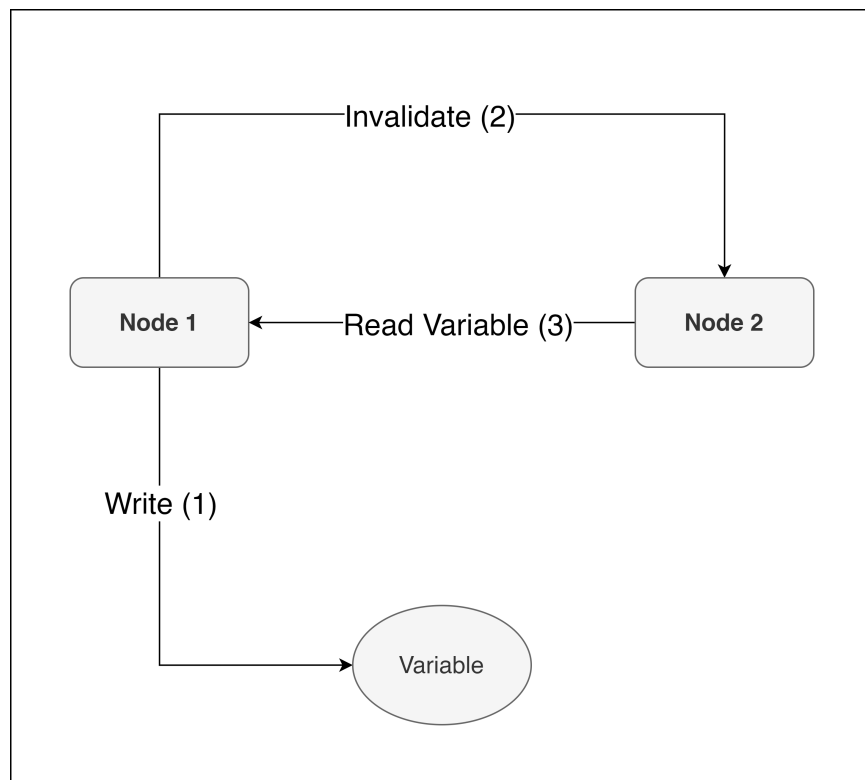 Invalidate (2)
Node 1
Read Variable (3)
Node 2
Write (1)
Variable